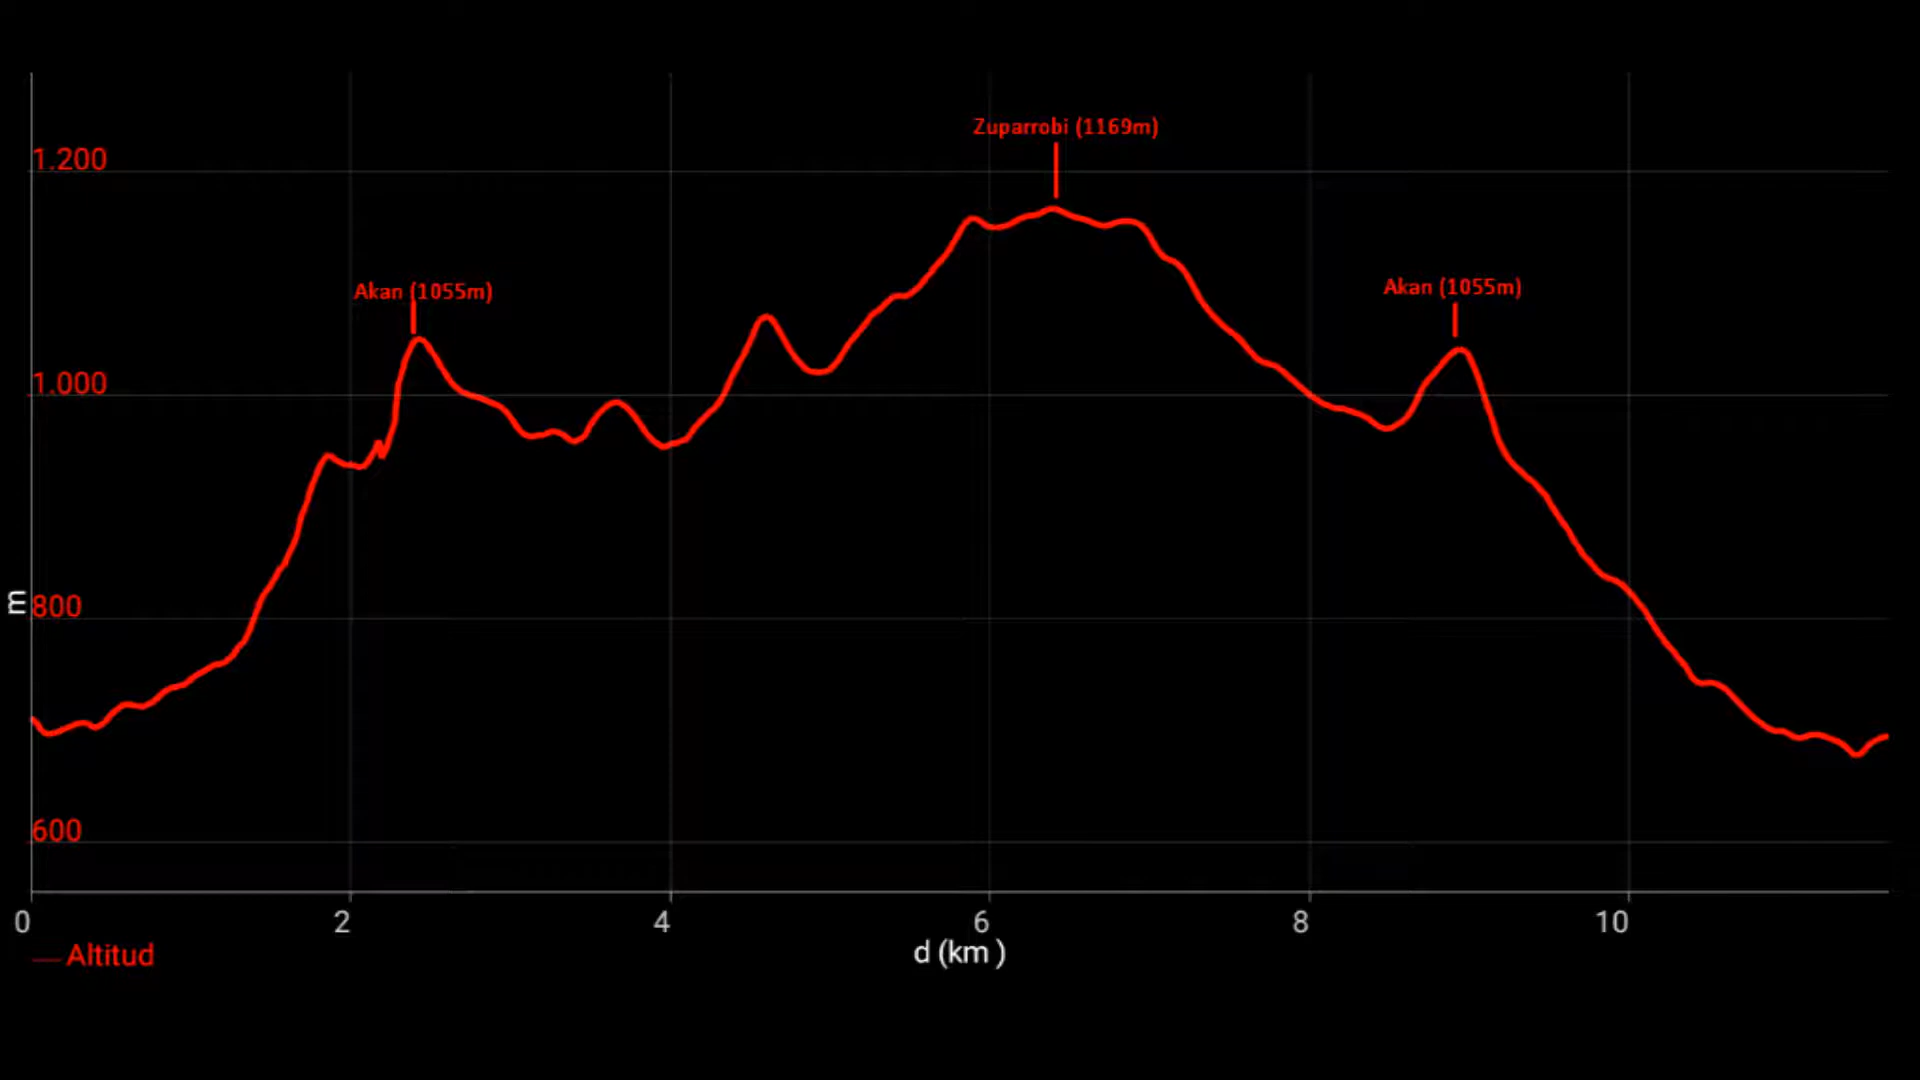 Zuparrobi (1169m)
1.200
Akan (1055m)
Akan (1055m)
1.000
800
m
600
0 2 4 6 8 10
d (km )
Altitud